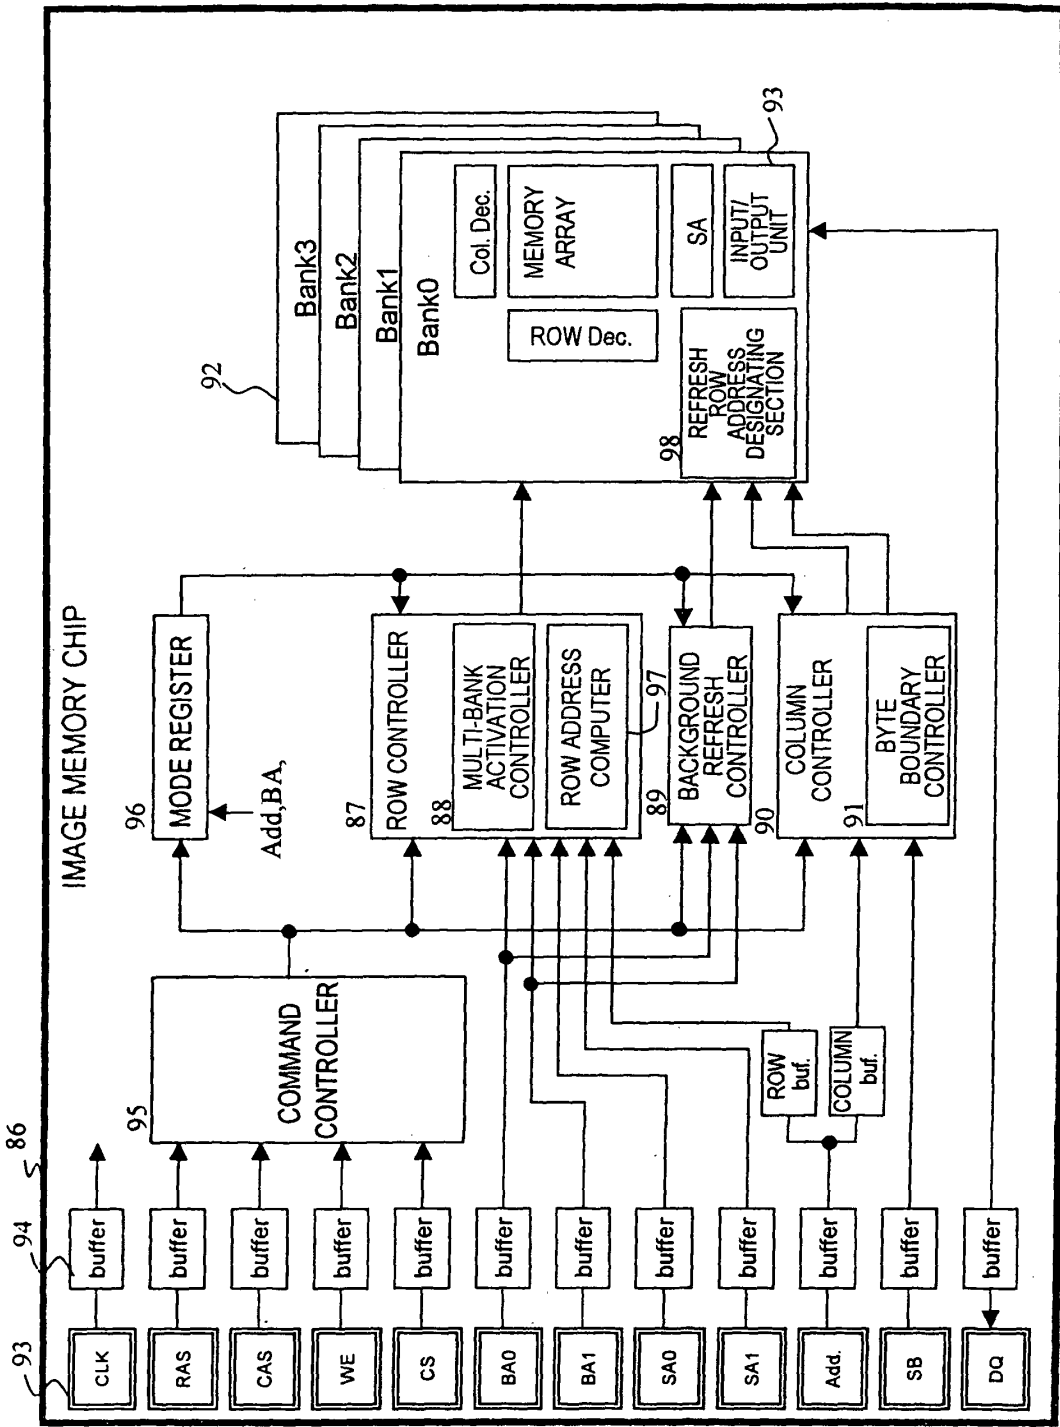 IMAGE MEMORY CHIP
86
93
94
CLK
buffer
RAS
buffer
CAS
buffer
WE
buffer
CS
buffer
BA0
buffer
BA1
buffer
SA0
buffer
SA1
buffer
Add.
buffer
SB
buffer
DQ
buffer
95
COMMAND
CONTROLLER
ROW
buf.
COLUMN
buf.
96
MODE REGISTER
Add,BA,
87
ROW CONTROLLER
88
MULTI-BANK
ACTIVATION
CONTROLLER
ROW ADDRESS
COMPUTER
97
89
BACKGROUND
REFRESH
CONTROLLER
90
COLUMN
CONTROLLER
91
BYTE
BOUNDARY
CONTROLLER
92
Bank3
Bank2
Bank1
Bank0
Col. Dec.
ROW Dec.
MEMORY
ARRAY
SA
98
REFRESH
ROW
ADDRESS
DESIGNATING
SECTION
INPUT/
OUTPUT
UNIT
93